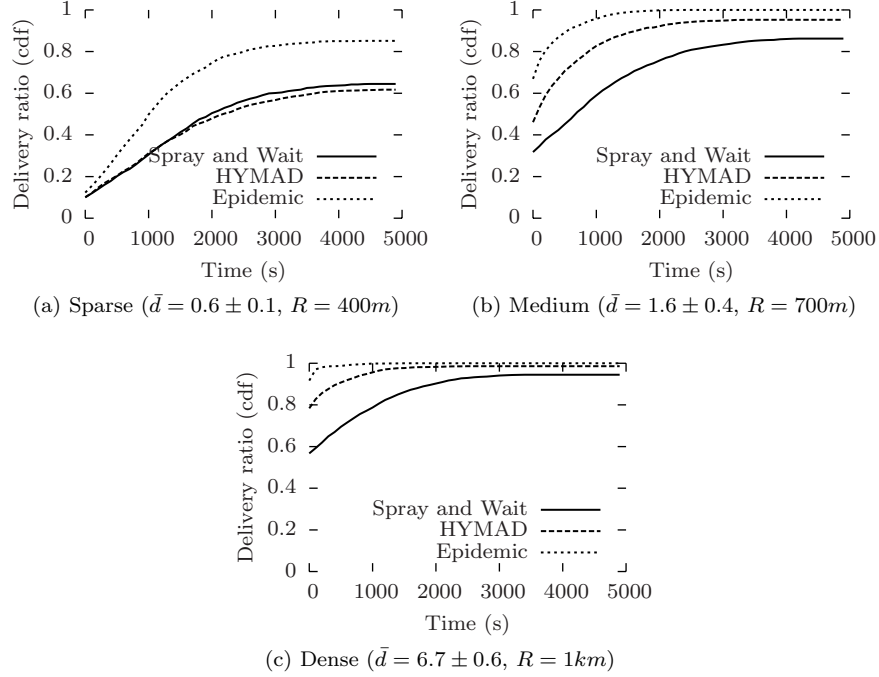 Delivery ratio (cdf)
1
0.8
0.6
0.4
0.2
0
Spray and Wait
HYMAD
Epidemic
0 1000 2000 3000 4000 5000
Time (s)
(a) Sparse (d̄ = 0.6 ± 0.1, R = 400m)
Delivery ratio (cdf)
1
0.8
0.6
0.4
0.2
0
Spray and Wait
HYMAD
Epidemic
0 1000 2000 3000 4000 5000
Time (s)
(b) Medium (d̄ = 1.6 ± 0.4, R = 700m)
Delivery ratio (cdf)
1
0.8
0.6
0.4
0.2
0
Spray and Wait
HYMAD
Epidemic
0 1000 2000 3000 4000 5000
Time (s)
(c) Dense (d̄ = 6.7 ± 0.6, R = 1km)